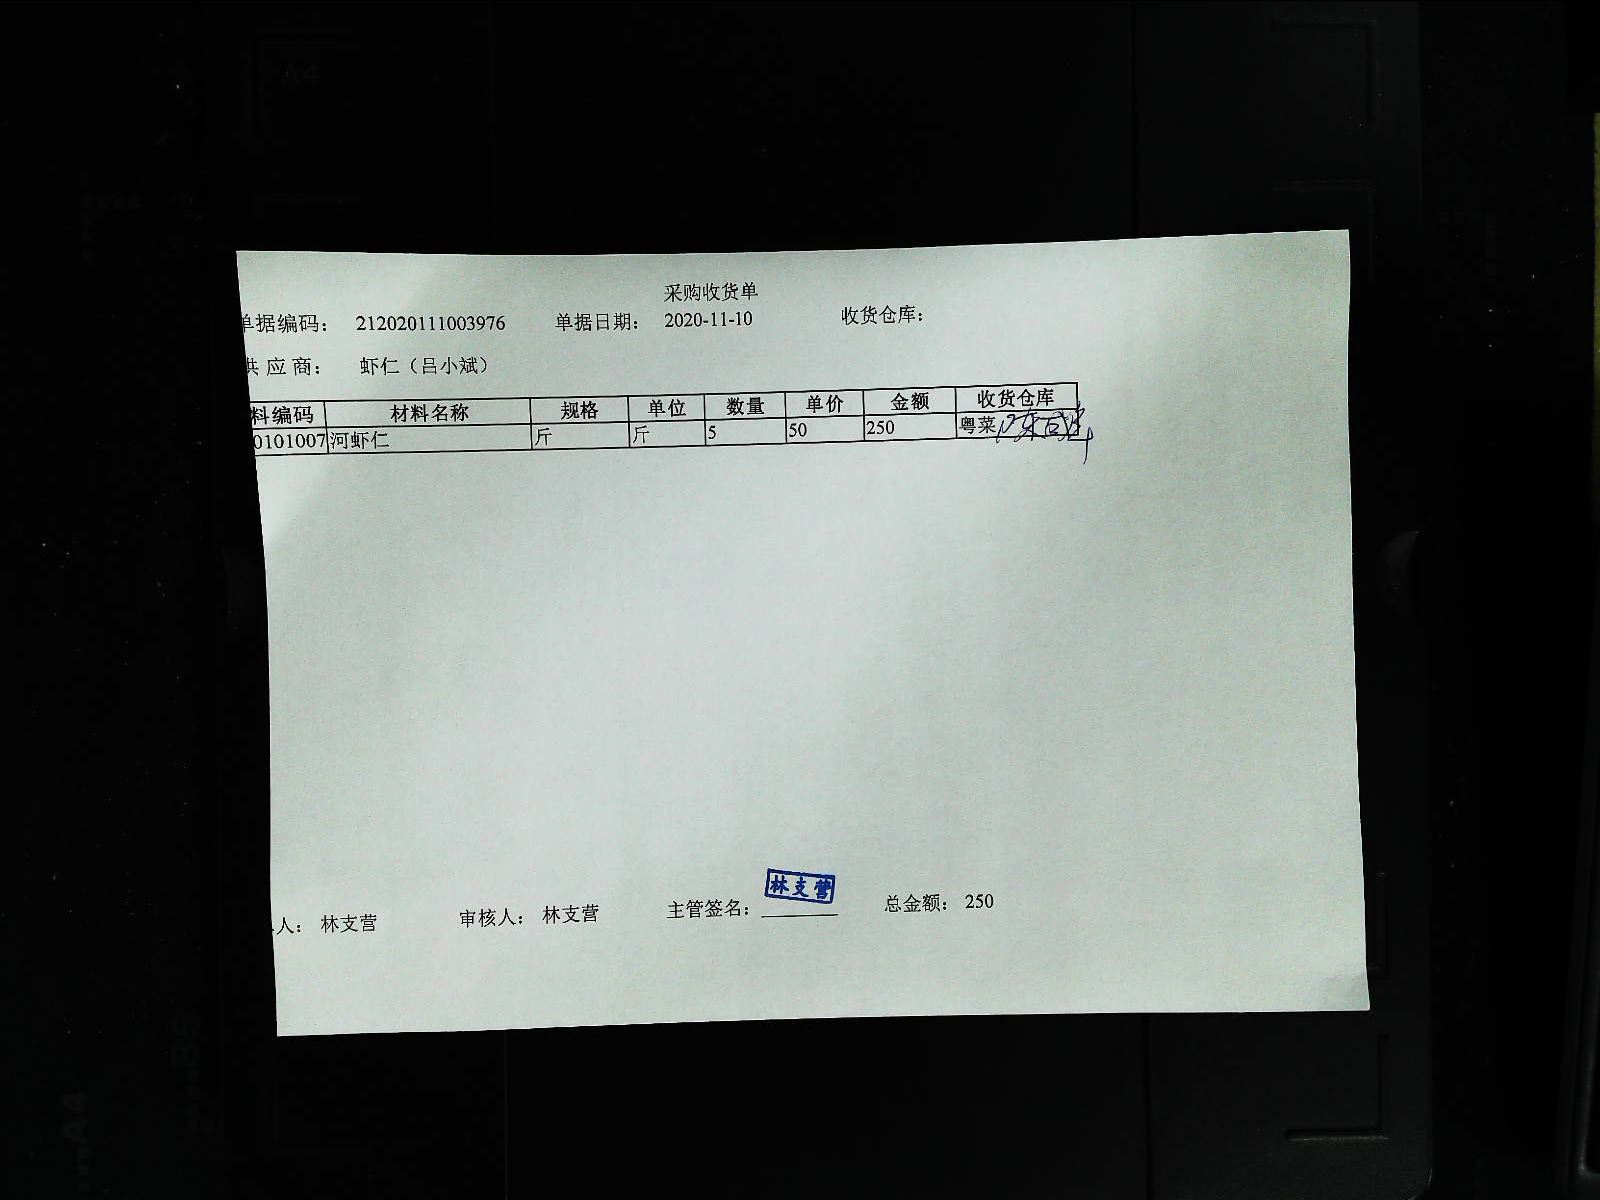 采购收货单
单据编码： 212020111003976 单据日期： 2020-11-10 收货仓库：
供应商： 虾仁（吕小斌）
料编码 材料名称 规格 单位 数量 单价 金额 收货仓库
0101007 河虾仁 斤 斤 5 50 250 粤菜
林支营
人： 林支营 审核人： 林支营 主管签名： 总金额： 250